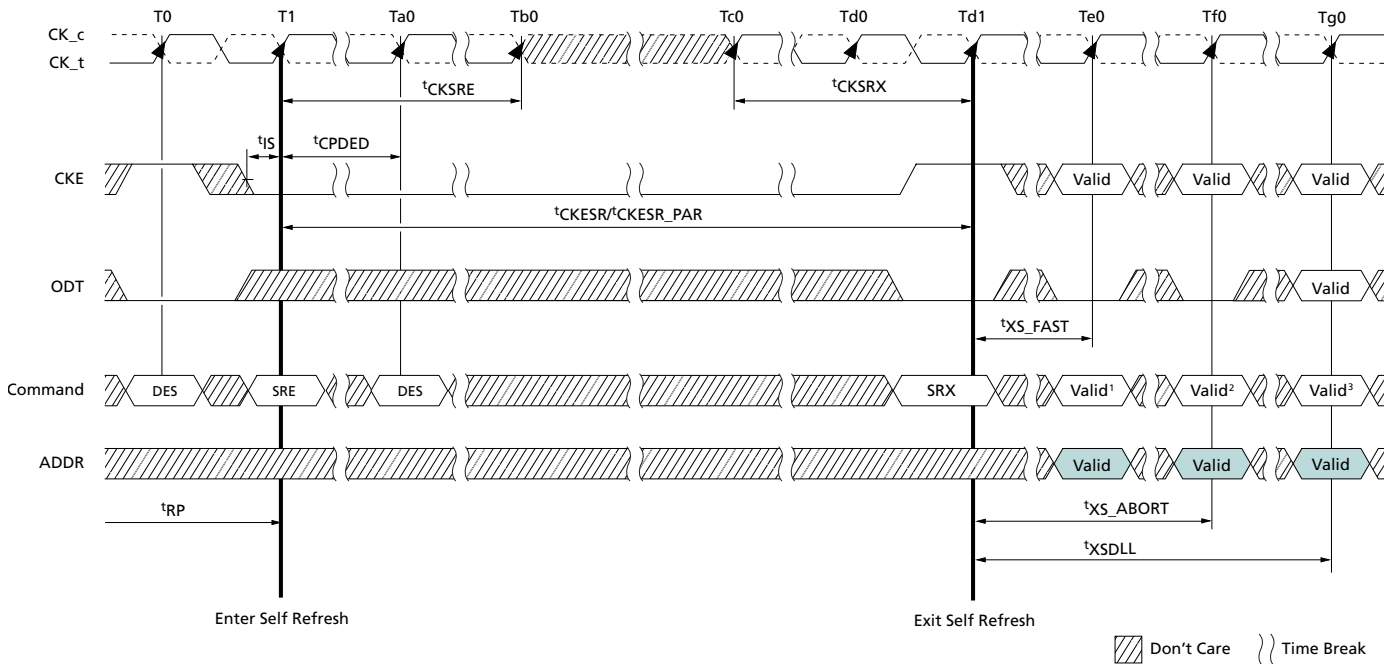 T0 T1 Ta0 Tb0 Tc0 Td0 Td1 Te0 Tf0 Tg0
CK_c
CK_t
tCKSRE tCKSRX
tIS tCPDED
CKE Valid Valid Valid
tCKESR/tCKESR_PAR
ODT Valid
tXS_FAST
Command DES SRE DES SRX Valid1 Valid2 Valid3
ADDR Valid Valid Valid
tRP tXS_ABORT
tXSDLL
Enter Self Refresh Exit Self Refresh
Don't Care Time Break